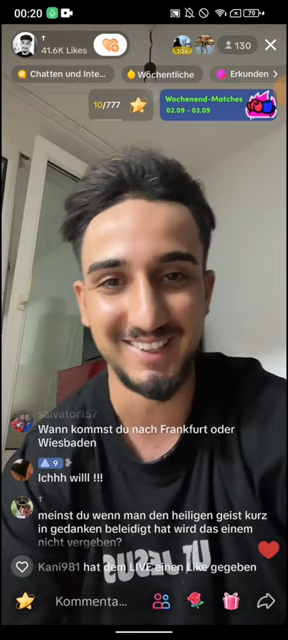 00:20
70
†
41.6K Likes
130
Chatten und Inte...
Wöchentliche
Erkunden
10/777
Wochenend-Matches
02.09 - 03.09
salvatori57
Wann kommst du nach Frankfurt oder
Wiesbaden
9
Ichhh willl !!!
†
meinst du wenn man den heiligen geist kurz
in gedanken beleidigt hat wird das einem
nicht vergeben?
Kani981 hat dem LIVE einen Like gegeben
Kommenta...